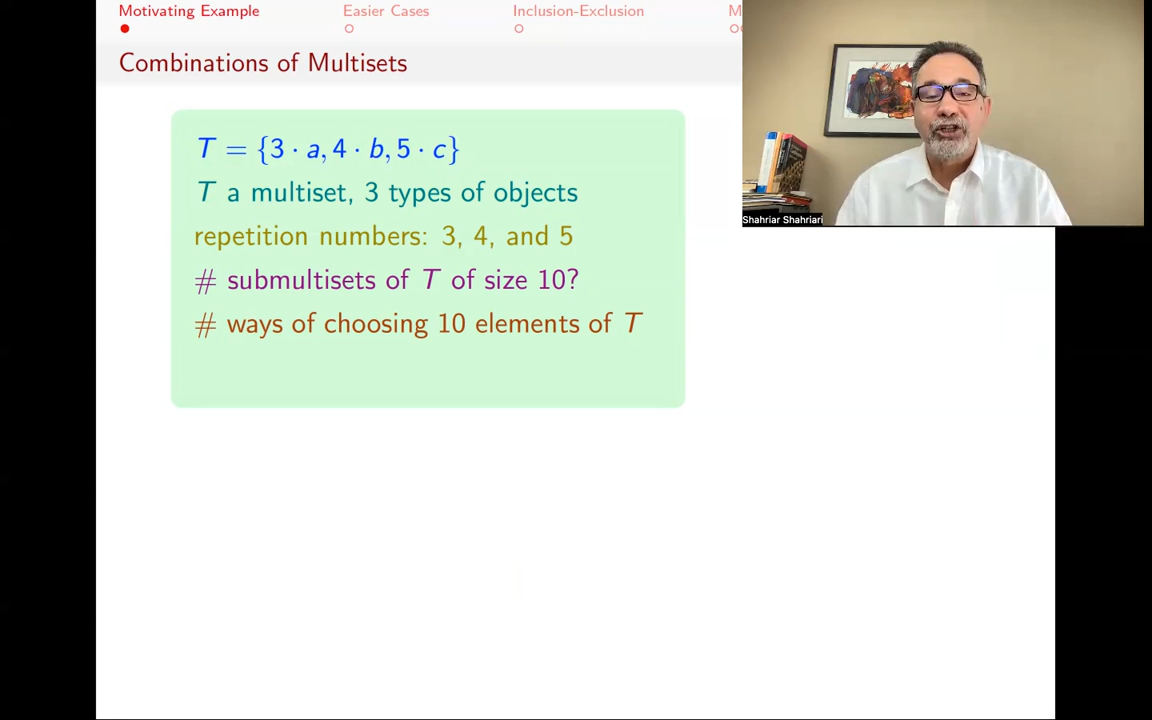 Motivating Example Easier Cases Inclusion-Exclusion M
Combinations of Multisets
T = {3 · a, 4 · b, 5 · c}
T a multiset, 3 types of objects
repetition numbers: 3, 4, and 5
# submultisets of T of size 10?
# ways of choosing 10 elements of T
Shahriar Shahriari